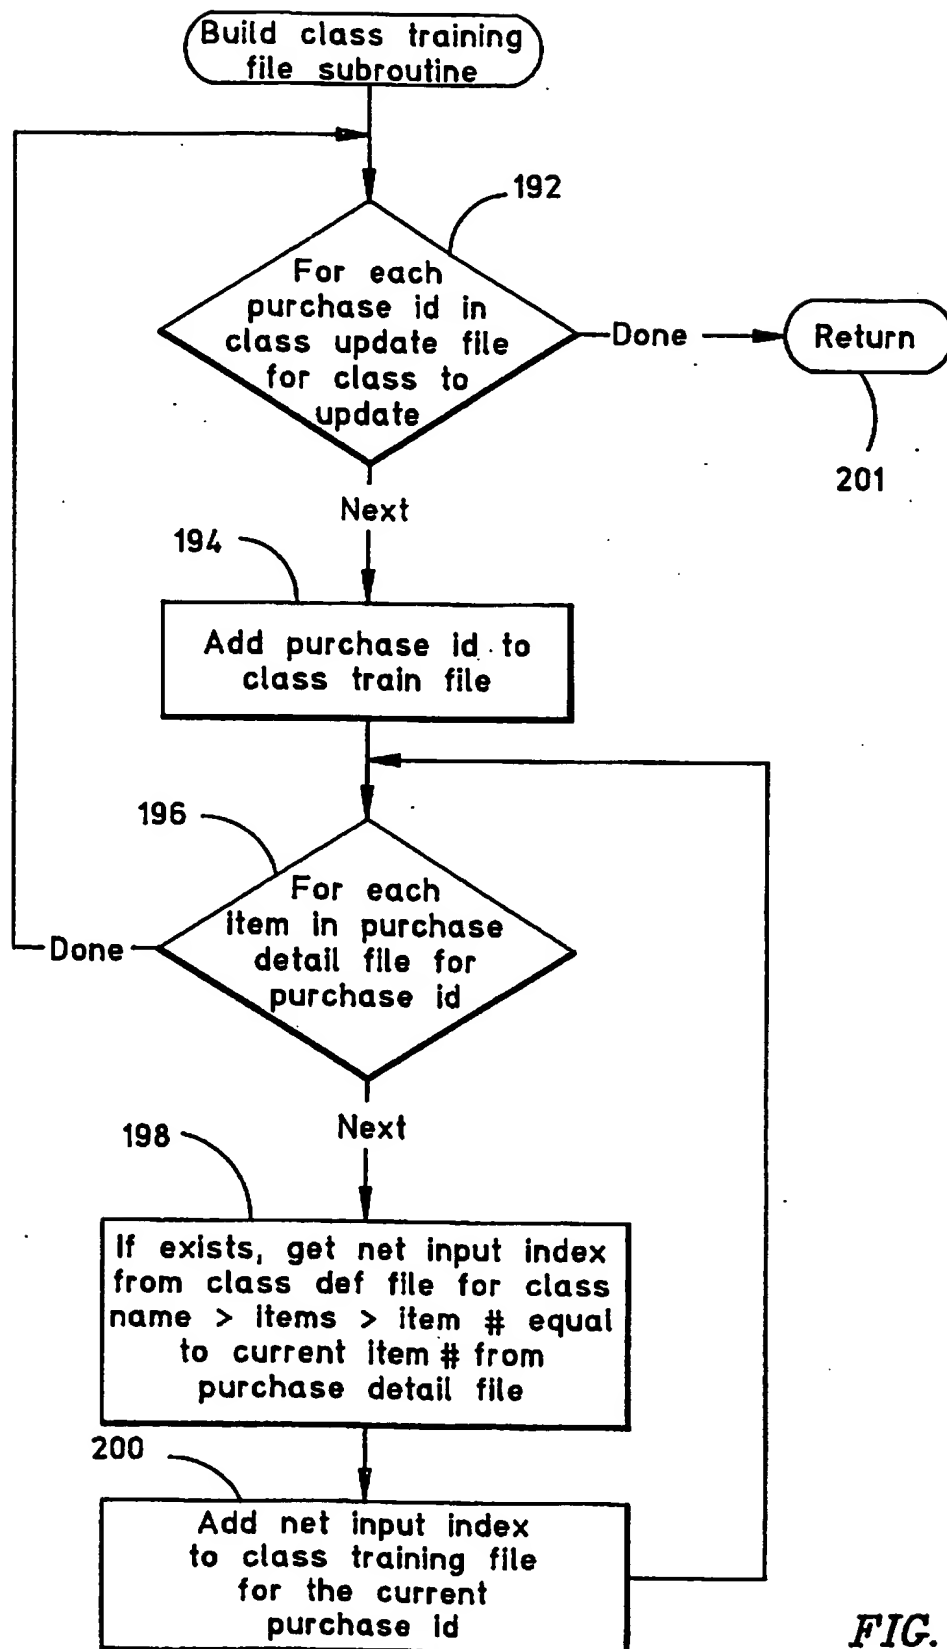 Build class training
file subroutine
192
For each
purchase id in
class update file
for class to
update
Done
Return
201
Next
194
Add purchase id to
class train file
196
For each
item in purchase
detail file for
purchase id
Done
Next
198
If exists, get net input index
from class def file for class
name > items > item # equal
to current item # from
purchase detail file
200
Add net input index
to class training file
for the current
purchase id
FIG.